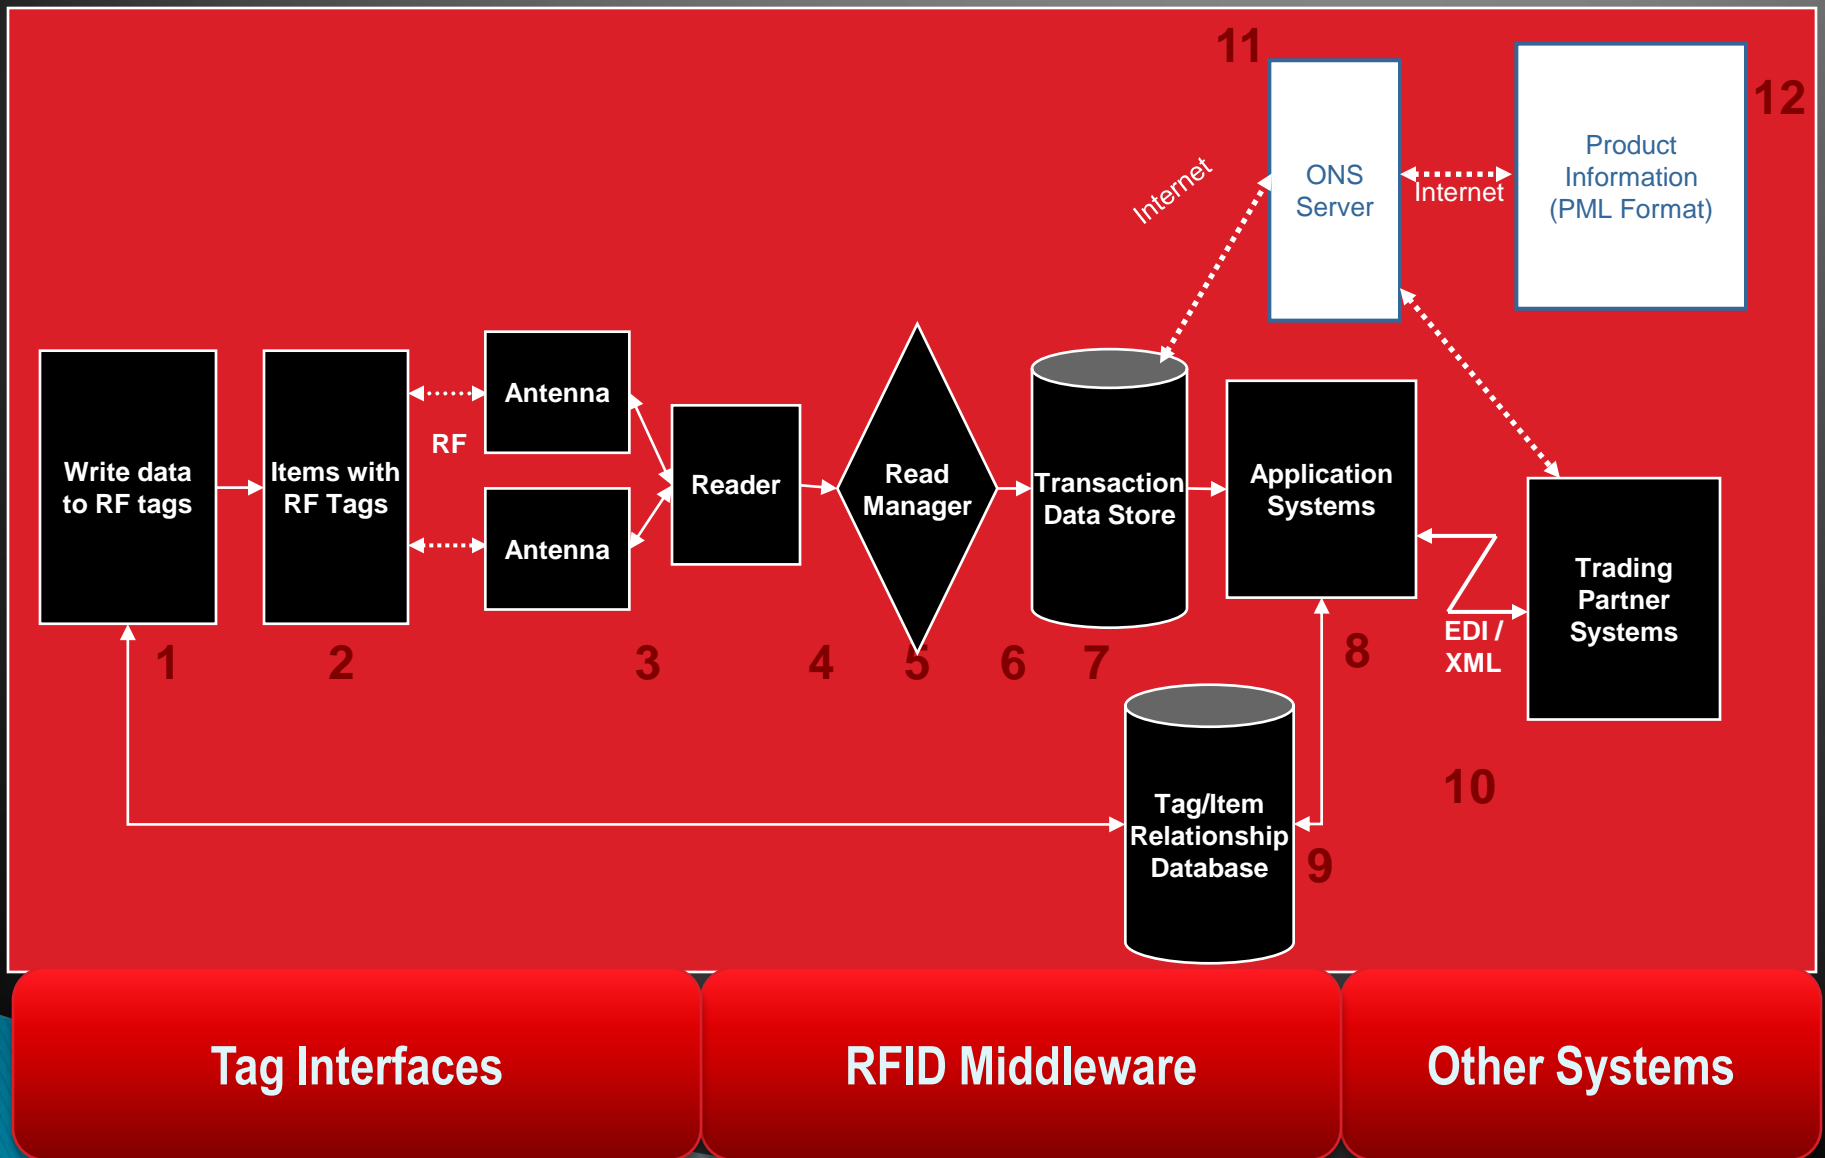 11
12
Product
Information
(PML Format)
ONS
Server
Internet
Internet
Write data
to RF tags
Items with
RF Tags
RF
Antenna
Antenna
Reader
Read
Manager
Transaction
Data Store
Application
Systems
Trading
Partner
Systems
EDI /
XML
1
2
3
4
5
6
7
8
Tag/Item
Relationship
Database
9
10
Tag Interfaces
RFID Middleware
Other Systems